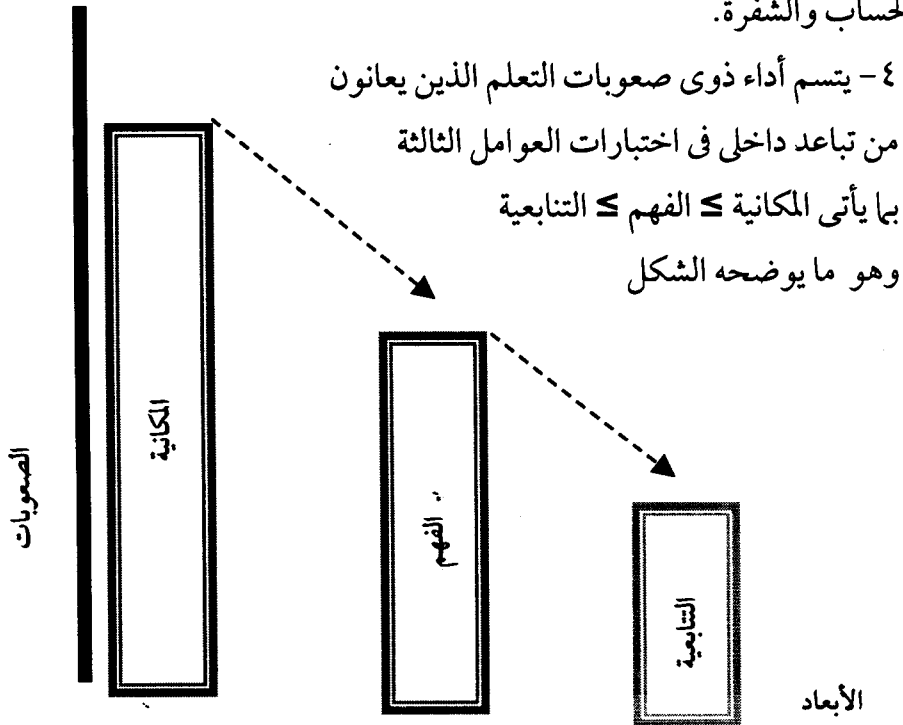 لحساب والشفرة.
٤- يتسم أداء ذوى صعوبات التعلم الذين يعانون
من تباعد داخلى فى اختبارات العوامل الثالثة
بما يأتى المكانية ≥ الفهم ≥ التتابعية
وهو ما يوضحه الشكل
الصعوبات
المكانية
الفهم
التتابعية
الأبعاد